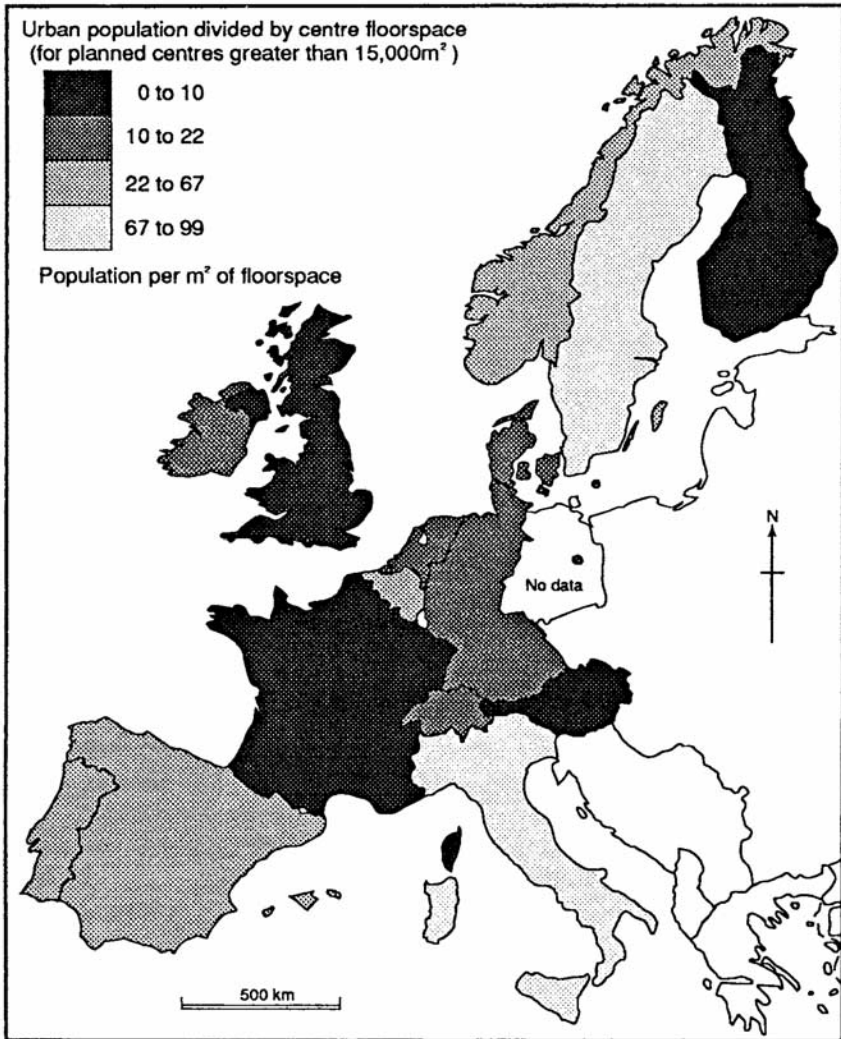 Urban population divided by centre floorspace
(for planned centres greater than 15,000m²)
0 to 10
10 to 22
22 to 67
67 to 99
Population per m² of floorspace
N
No data
500 km